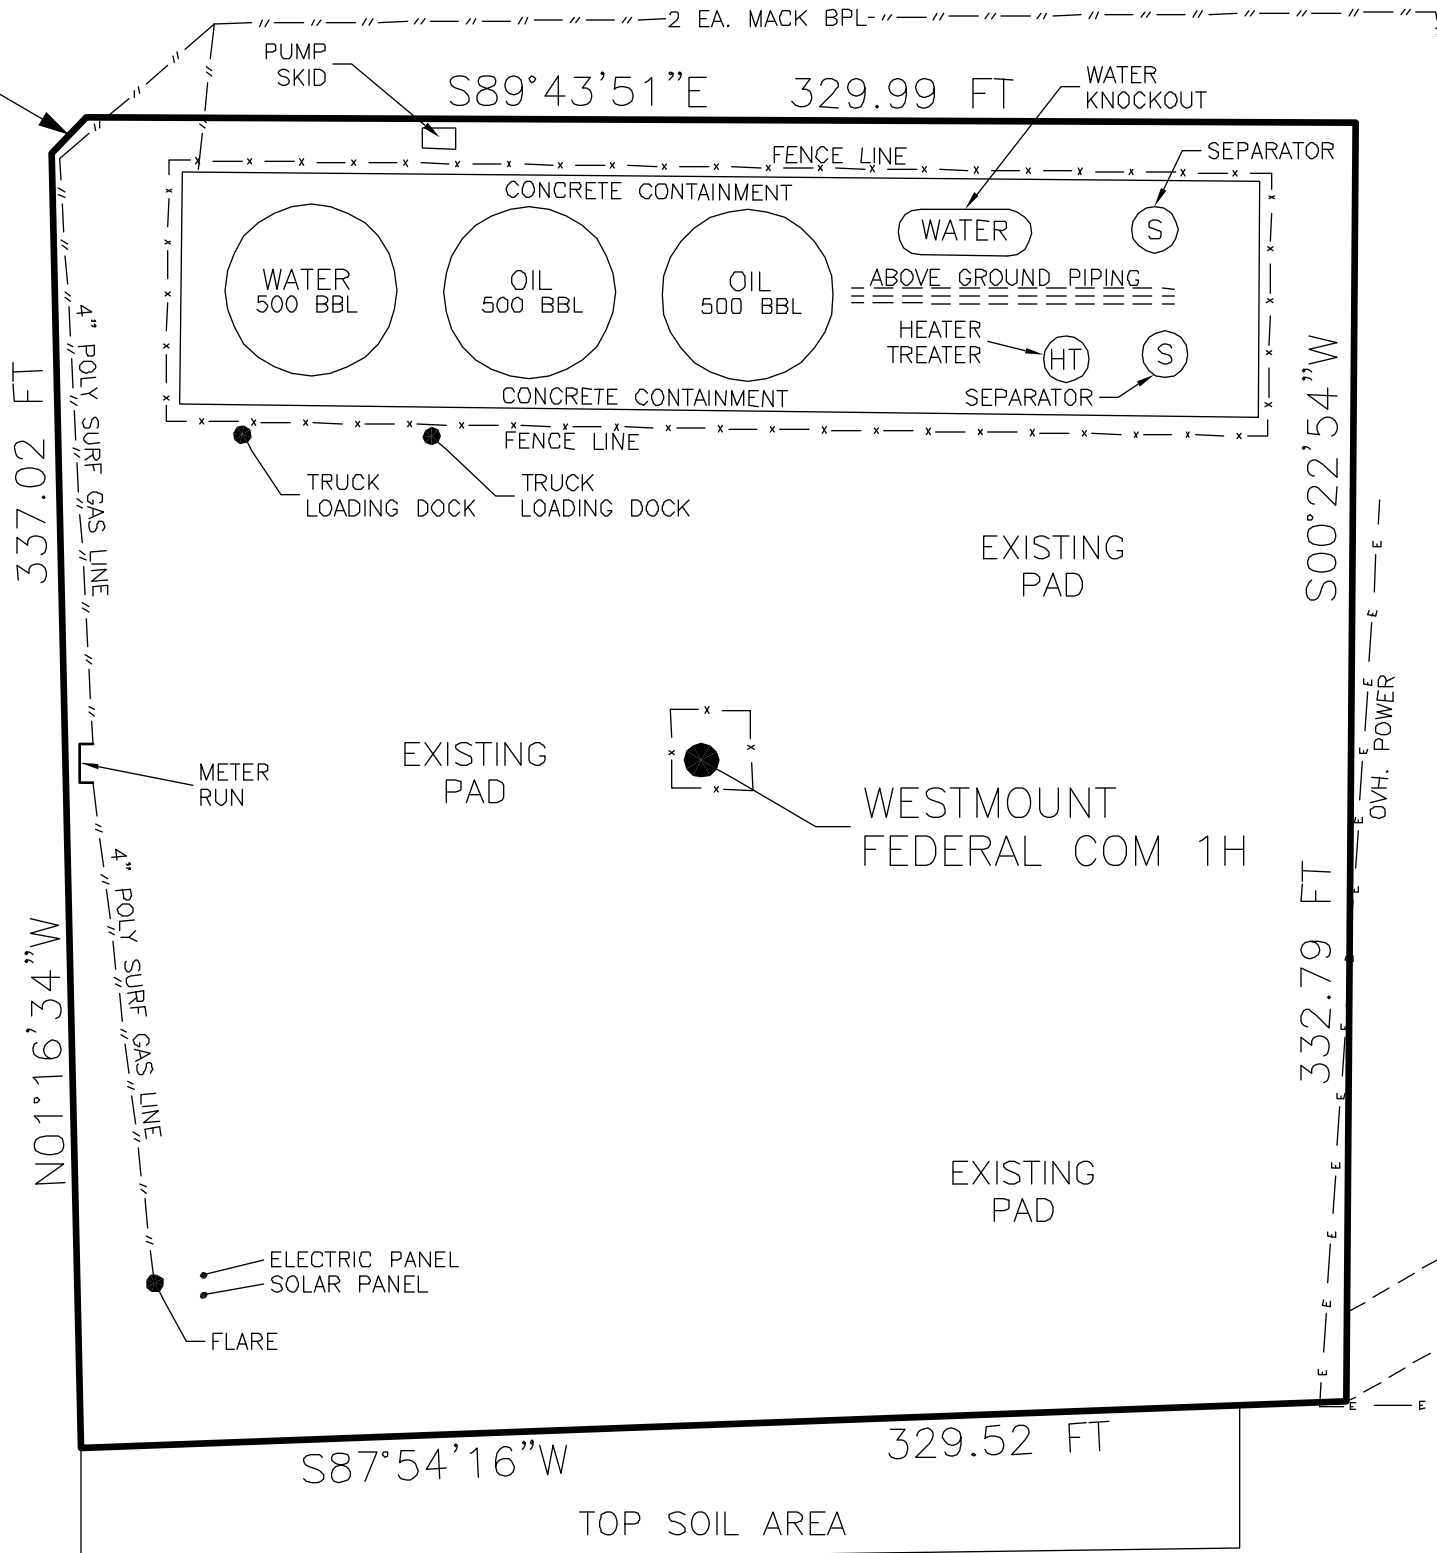 2 EA. MACK BPL
PUMP
SKID
S89°43'51"E 329.99 FT
WATER
KNOCKOUT
FENCE LINE
SEPARATOR
CONCRETE CONTAINMENT
WATER
500 BBL
OIL
500 BBL
OIL
500 BBL
WATER
S
ABOVE GROUND PIPING
HEATER
TREATER
HT
S
SEPARATOR
CONCRETE CONTAINMENT
FENCE LINE
TRUCK
LOADING DOCK
TRUCK
LOADING DOCK
4" POLY SURF GAS LINE
N01°16'34"W 337.02 FT
S00°22'54"W
332.79 FT
OVH. POWER
EXISTING
PAD
EXISTING
PAD
METER
RUN
WESTMOUNT
FEDERAL COM 1H
4" POLY SURF GAS LINE
EXISTING
PAD
ELECTRIC PANEL
SOLAR PANEL
FLARE
S87°54'16"W 329.52 FT
TOP SOIL AREA